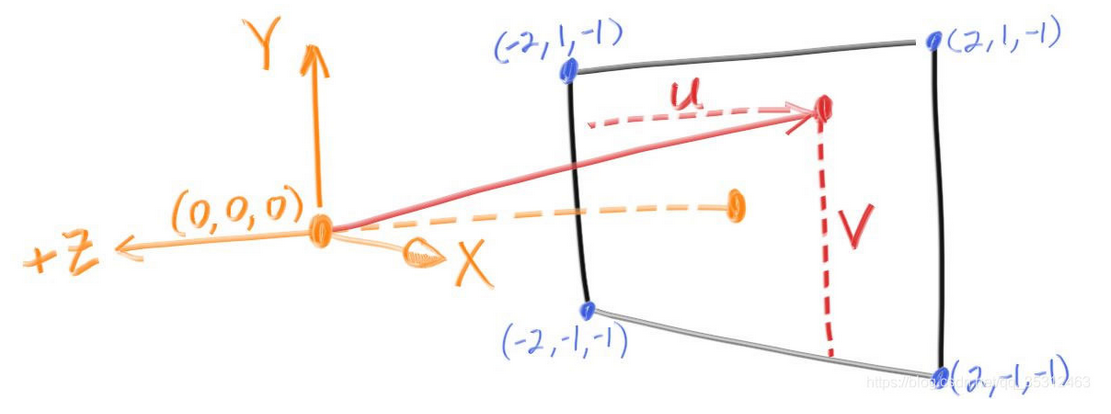 Y
(-2, 1, -1)
(2, 1, -1)
u
(0, 0, 0)
+Z
X
V
(-2, -1, -1)
(2, -1, -1)